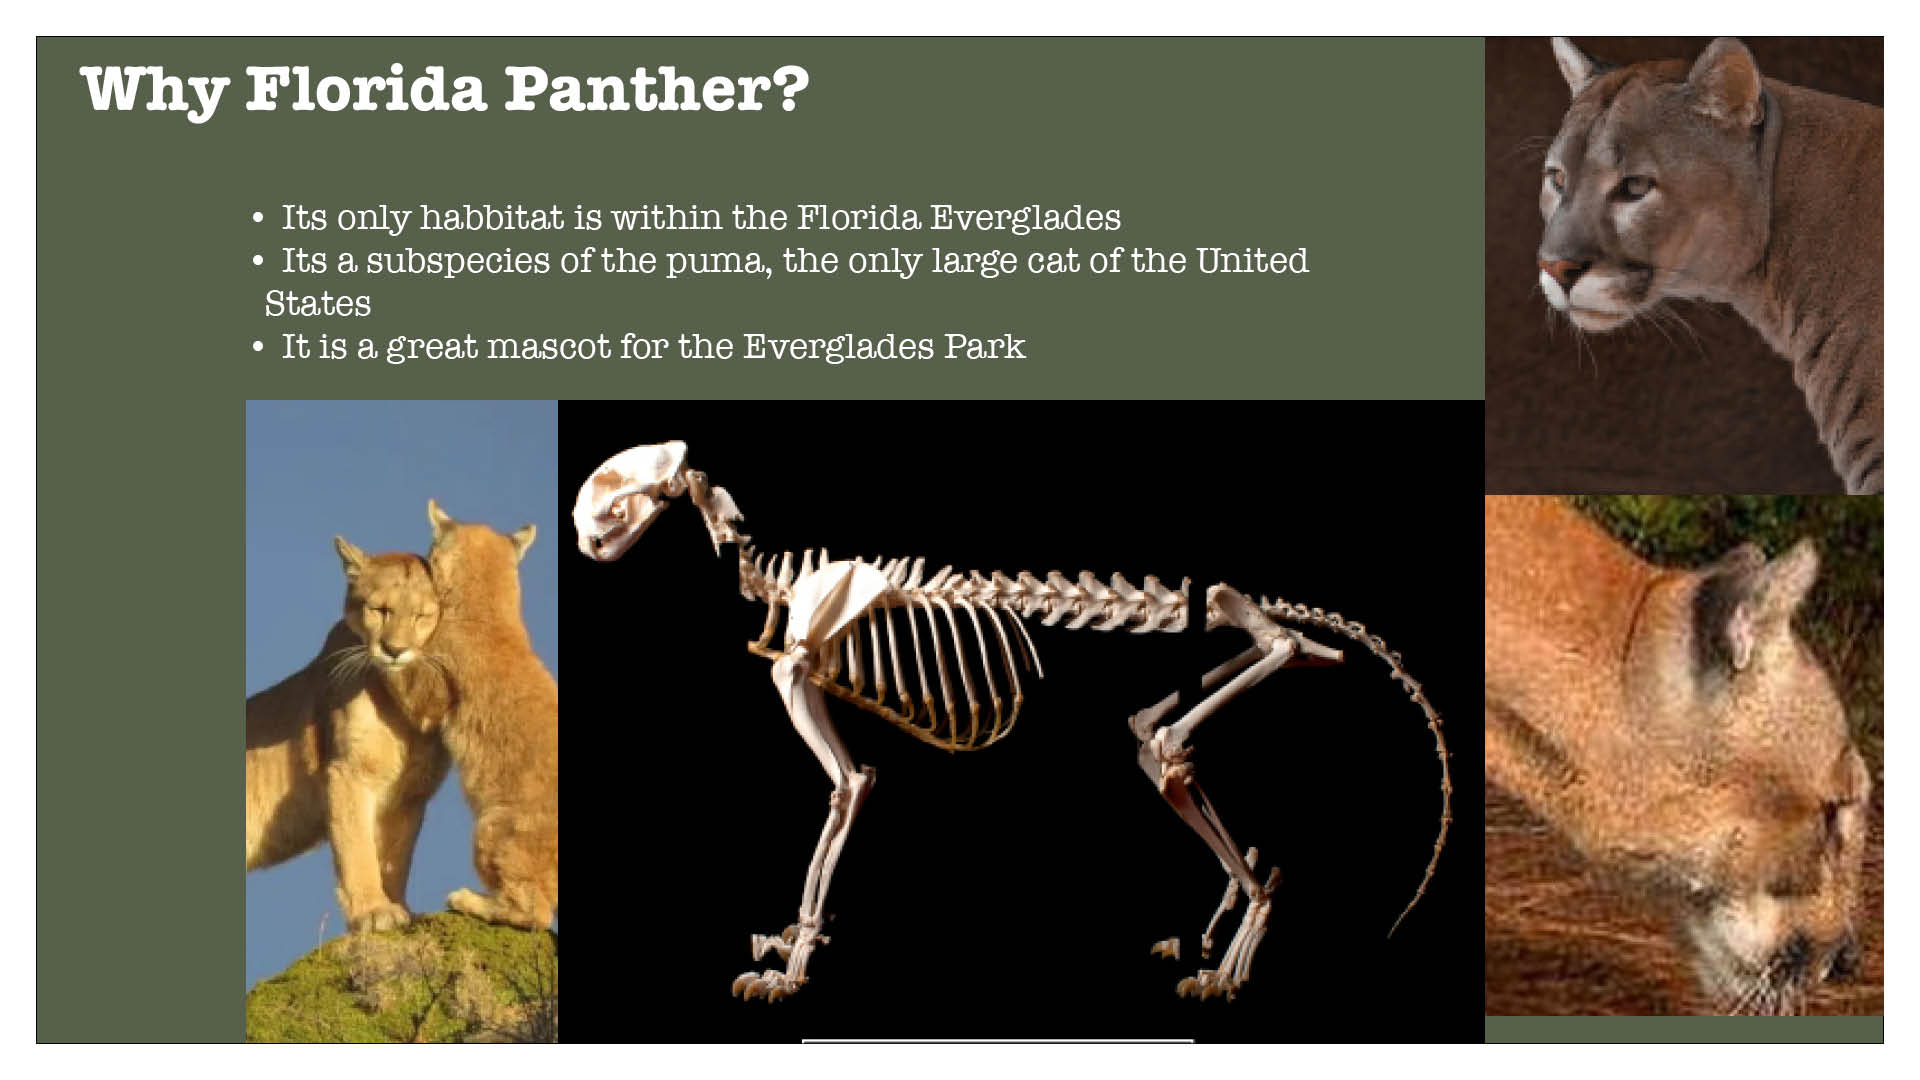 Why Florida Panther?
• Its only habbitat is within the Florida Everglades
• Its a subspecies of the puma, the only large cat of the United
States
• It is a great mascot for the Everglades Park